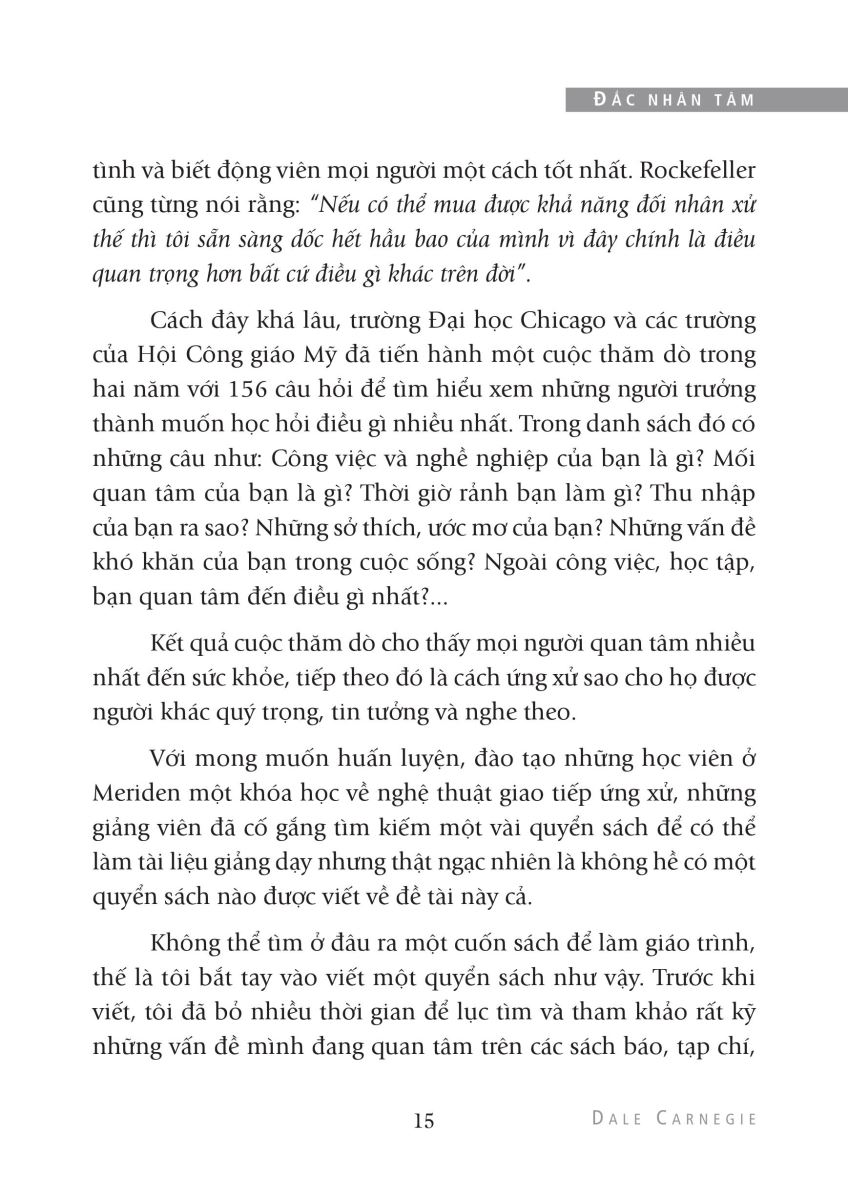 ĐẮC NHÂN TÂM
tình và biết động viên mọi người một cách tốt nhất. Rockefeller
cũng từng nói rằng: “Nếu có thể mua được khả năng đối nhân xử
thế thì tôi sẵn sàng dốc hết hầu bao của mình vì đây chính là điều
quan trọng hơn bất cứ điều gì khác trên đời”.
Cách đây khá lâu, trường Đại học Chicago và các trường
của Hội Công giáo Mỹ đã tiến hành một cuộc thăm dò trong
hai năm với 156 câu hỏi để tìm hiểu xem những người trưởng
thành muốn học hỏi điều gì nhiều nhất. Trong danh sách đó có
những câu như: Công việc và nghề nghiệp của bạn là gì? Mối
quan tâm của bạn là gì? Thời giờ rảnh bạn làm gì? Thu nhập
của bạn ra sao? Những sở thích, ước mơ của bạn? Những vấn đề
khó khăn của bạn trong cuộc sống? Ngoài công việc, học tập,
bạn quan tâm đến điều gì nhất?...
Kết quả cuộc thăm dò cho thấy mọi người quan tâm nhiều
nhất đến sức khỏe, tiếp theo đó là cách ứng xử sao cho họ được
người khác quý trọng, tin tưởng và nghe theo.
Với mong muốn huấn luyện, đào tạo những học viên ở
Meriden một khóa học về nghệ thuật giao tiếp ứng xử, những
giảng viên đã cố gắng tìm kiếm một vài quyển sách để có thể
làm tài liệu giảng dạy nhưng thật ngạc nhiên là không hề có một
quyển sách nào được viết về đề tài này cả.
Không thể tìm ở đâu ra một cuốn sách để làm giáo trình,
thế là tôi bắt tay vào viết một quyển sách như vậy. Trước khi
viết, tôi đã bỏ nhiều thời gian để lục tìm và tham khảo rất kỹ
những vấn đề mình đang quan tâm trên các sách báo, tạp chí,
15
DALE CARNEGIE